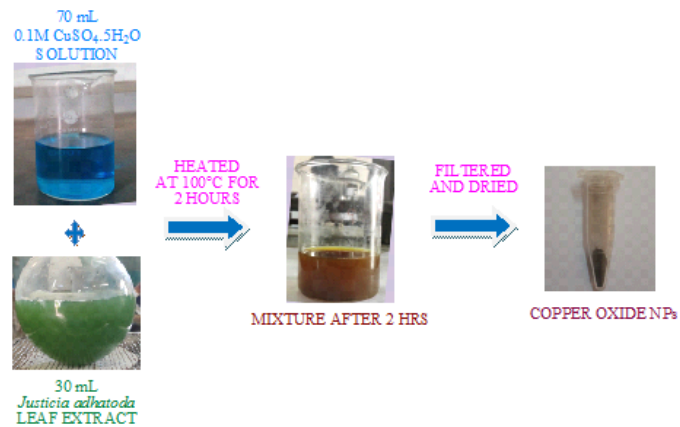 70 mL
0.1M CuSO₄.5H₂O
SOLUTION
HEATED
AT 100°C FOR
2 HOURS
FILTERED
AND DRIED
MIXTURE AFTER 2 HRS
COPPER OXIDE NPs
30 mL
Justicia adhatoda
LEAF EXTRACT